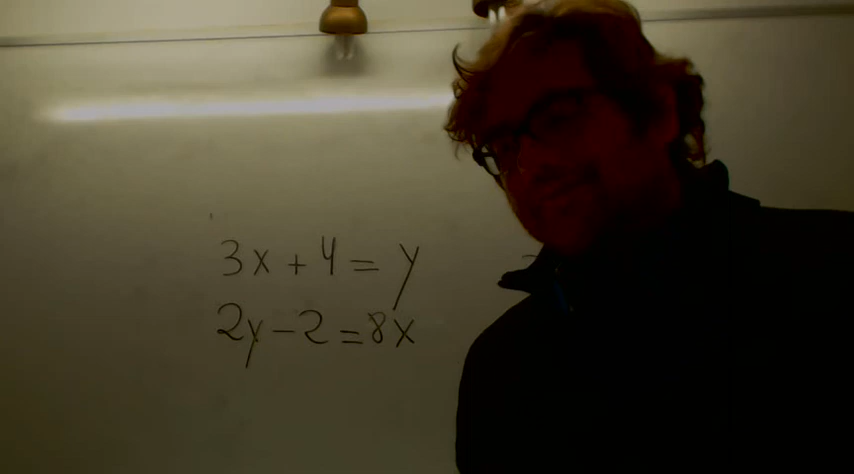 3x + 4 = y
2y - 2 = 8x